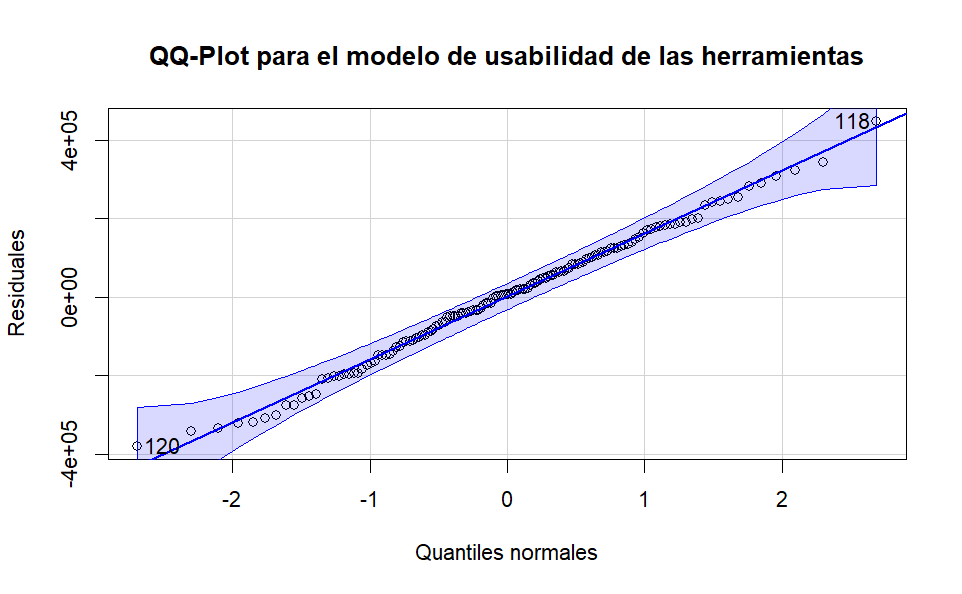 QQ-Plot para el modelo de usabilidad de las herramientas
Residuales
4e+05
0e+00
-4e+05
118
120
-2
-1
0
1
2
Quantiles normales